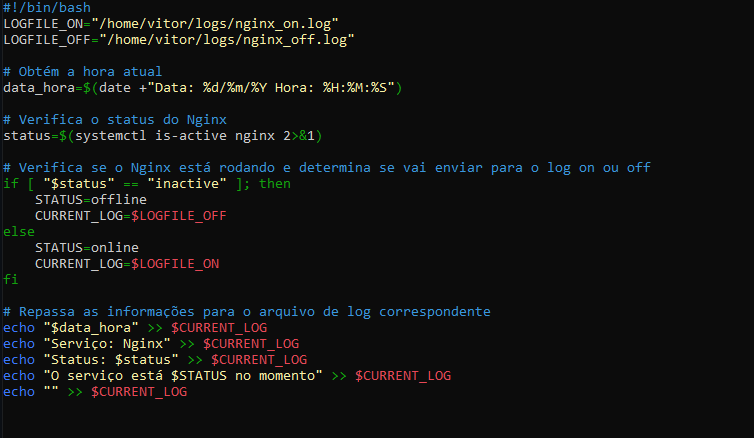 #!/bin/bash
LOGFILE_ON="/home/vitor/logs/nginx_on.log"
LOGFILE_OFF="/home/vitor/logs/nginx_off.log"

# Obtém a hora atual
data_hora=$(date +"Data: %d/%m/%Y Hora: %H:%M:%S")

# Verifica o status do Nginx
status=$(systemctl is-active nginx 2>&1)

# Verifica se o Nginx está rodando e determina se vai enviar para o log on ou off
if [ "$status" == "inactive" ]; then
    STATUS=offline
    CURRENT_LOG=$LOGFILE_OFF
else
    STATUS=online
    CURRENT_LOG=$LOGFILE_ON
fi

# Repassa as informações para o arquivo de log correspondente
echo "$data_hora" >> $CURRENT_LOG
echo "Serviço: Nginx" >> $CURRENT_LOG
echo "Status: $status" >> $CURRENT_LOG
echo "O serviço está $STATUS no momento" >> $CURRENT_LOG
echo "" >> $CURRENT_LOG